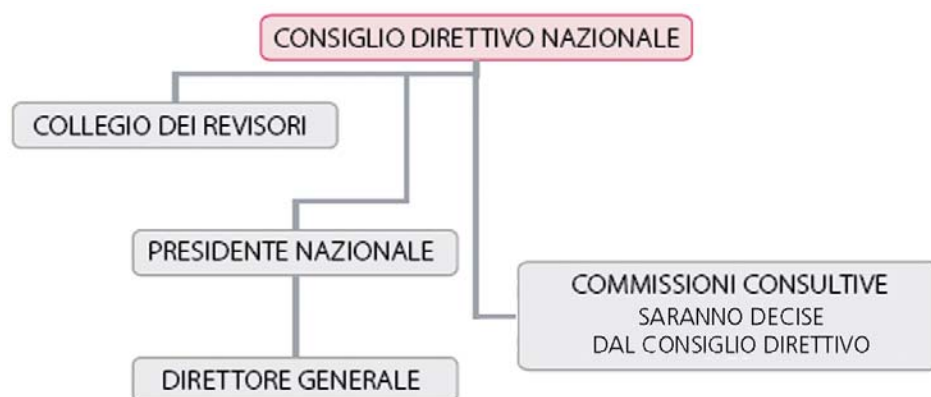 CONSIGLIO DIRETTIVO NAZIONALE
COLLEGIO DEI REVISORI
PRESIDENTE NAZIONALE
COMMISSIONI CONSULTIVE
SARANNO DECISE
DAL CONSIGLIO DIRETTIVO
DIRETTORE GENERALE